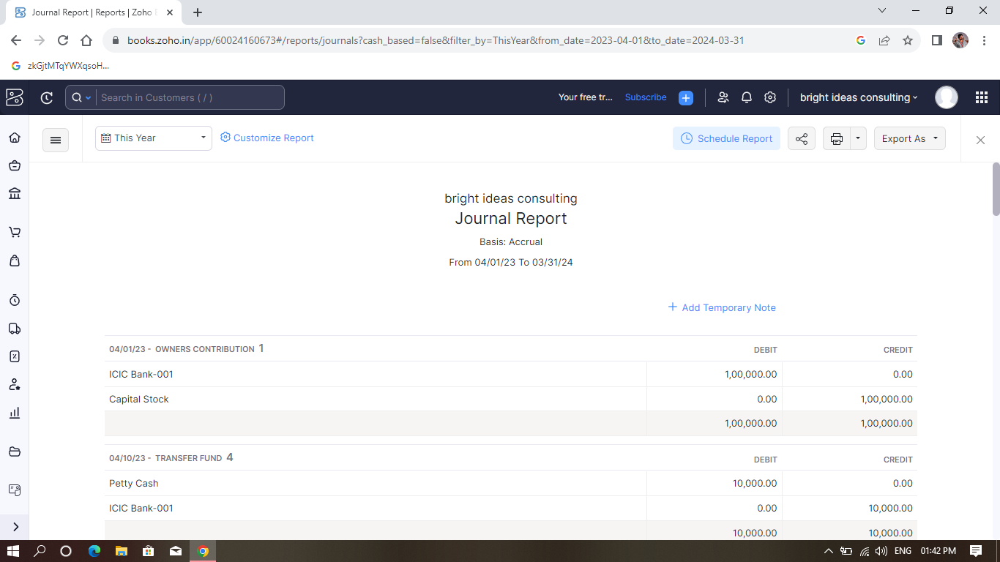 Journal Report | Reports | Zoho
books.zoho.in/app/60024160673#/reports/journals?cash_based=false&filter_by=ThisYear&from_date=2023-04-01&to_date=2024-03-31
zkGjtMTqYWXqsoH...
Search in Customers ( / )
Your free tr...
Subscribe
bright ideas consulting
This Year
Customize Report
Schedule Report
Export As
bright ideas consulting
Journal Report
Basis: Accrual
From 04/01/23 To 03/31/24
Add Temporary Note
04/01/23 - OWNERS CONTRIBUTION 1 DEBIT CREDIT
ICIC Bank-001 1,00,000.00 0.00
Capital Stock 0.00 1,00,000.00
1,00,000.00 1,00,000.00
04/10/23 - TRANSFER FUND 4 DEBIT CREDIT
Petty Cash 10,000.00 0.00
ICIC Bank-001 0.00 10,000.00
10,000.00 10,000.00
ENG 01:42 PM